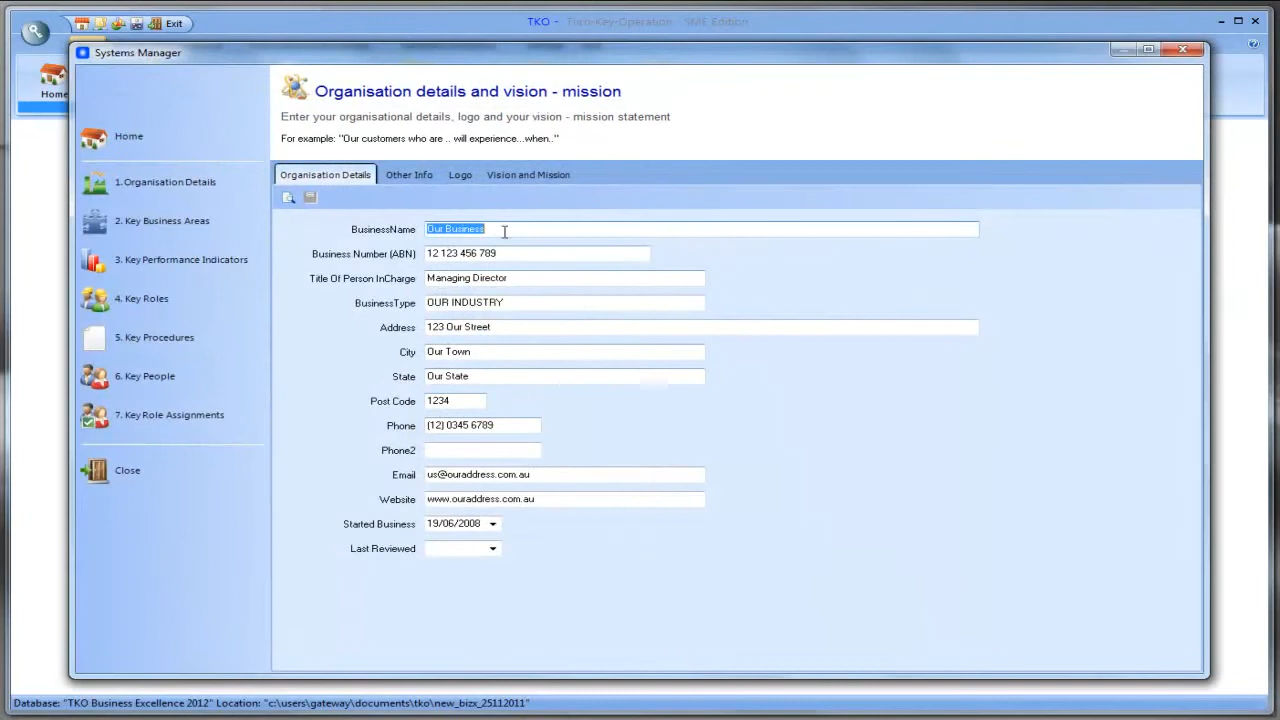 Exit
TKO - Turn-Key-Operation - SME Edition
Systems Manager
Home
Organisation details and vision - mission
Enter your organisational details, logo and your vision - mission statement
For example: "Our customers who are .. will experience...when.."
Home
1.Organisation Details
2. Key Business Areas
3. Key Performance Indicators
4. Key Roles
5. Key Procedures
6. Key People
7. Key Role Assignments
Close
Organisation Details Other Info Logo Vision and Mission
BusinessName Our Business
Business Number (ABN) 12 123 456 789
Title Of Person InCharge Managing Director
BusinessType OUR INDUSTRY
Address 123 Our Street
City Our Town
State Our State
Post Code 1234
Phone (12) 0345 6789
Phone2
Email us@ouraddress.com.au
Website www.ouraddress.com.au
Started Business 19/06/2008
Last Reviewed
Database: "TKO Business Excellence 2012" Location: "c:\users\gateway\documents\tko\new_bizx_25112011"